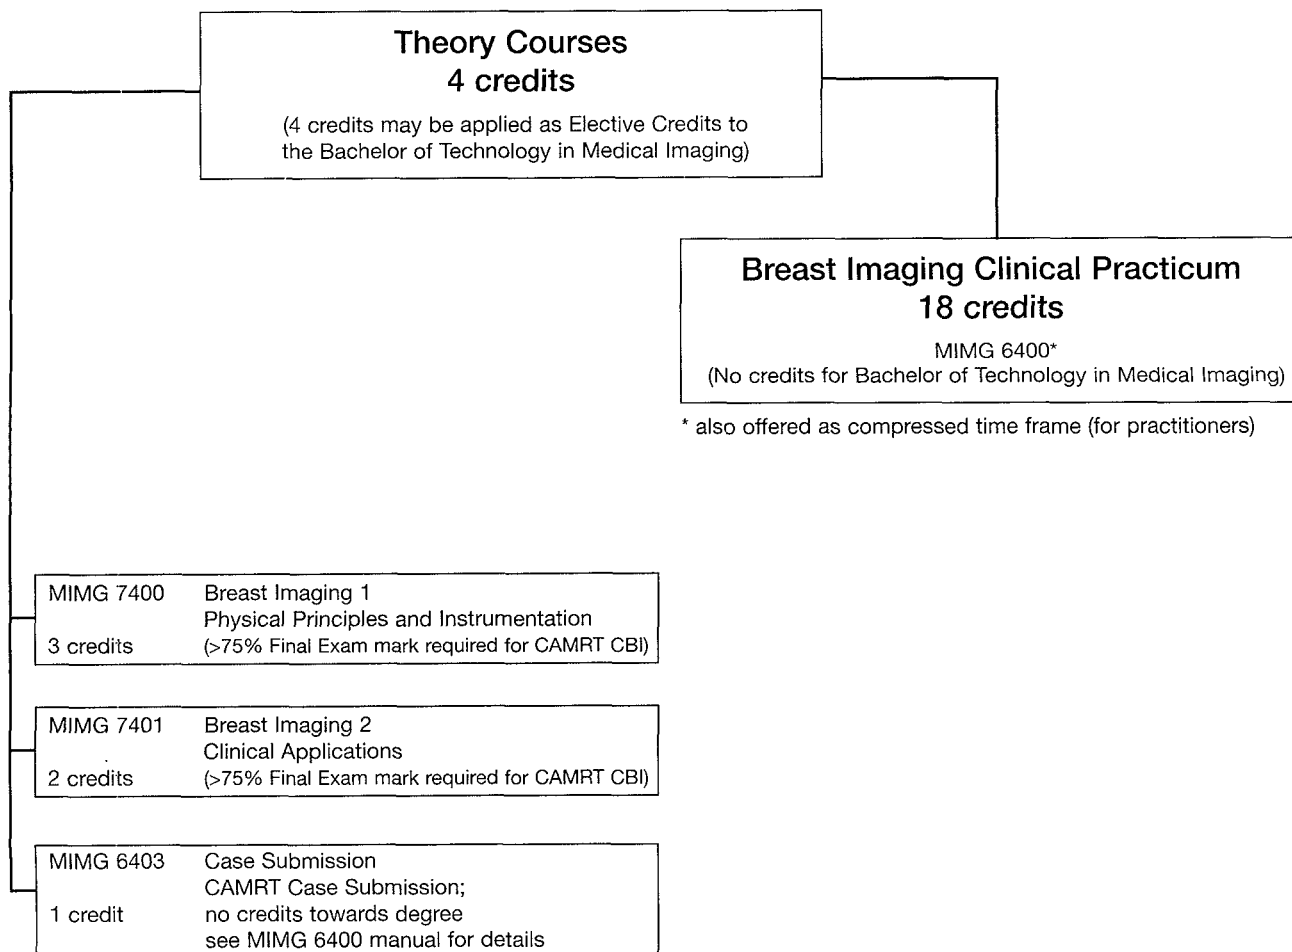 Theory Courses
4 credits
(4 credits may be applied as Elective Credits to
the Bachelor of Technology in Medical Imaging)
Breast Imaging Clinical Practicum
18 credits
MIMG 6400*
(No credits for Bachelor of Technology in Medical Imaging)
* also offered as compressed time frame (for practitioners)
MIMG 7400 Breast Imaging 1
Physical Principles and Instrumentation
3 credits (>75% Final Exam mark required for CAMRT CBI)
MIMG 7401 Breast Imaging 2
Clinical Applications
2 credits (>75% Final Exam mark required for CAMRT CBI)
MIMG 6403 Case Submission
CAMRT Case Submission;
1 credit no credits towards degree
see MIMG 6400 manual for details